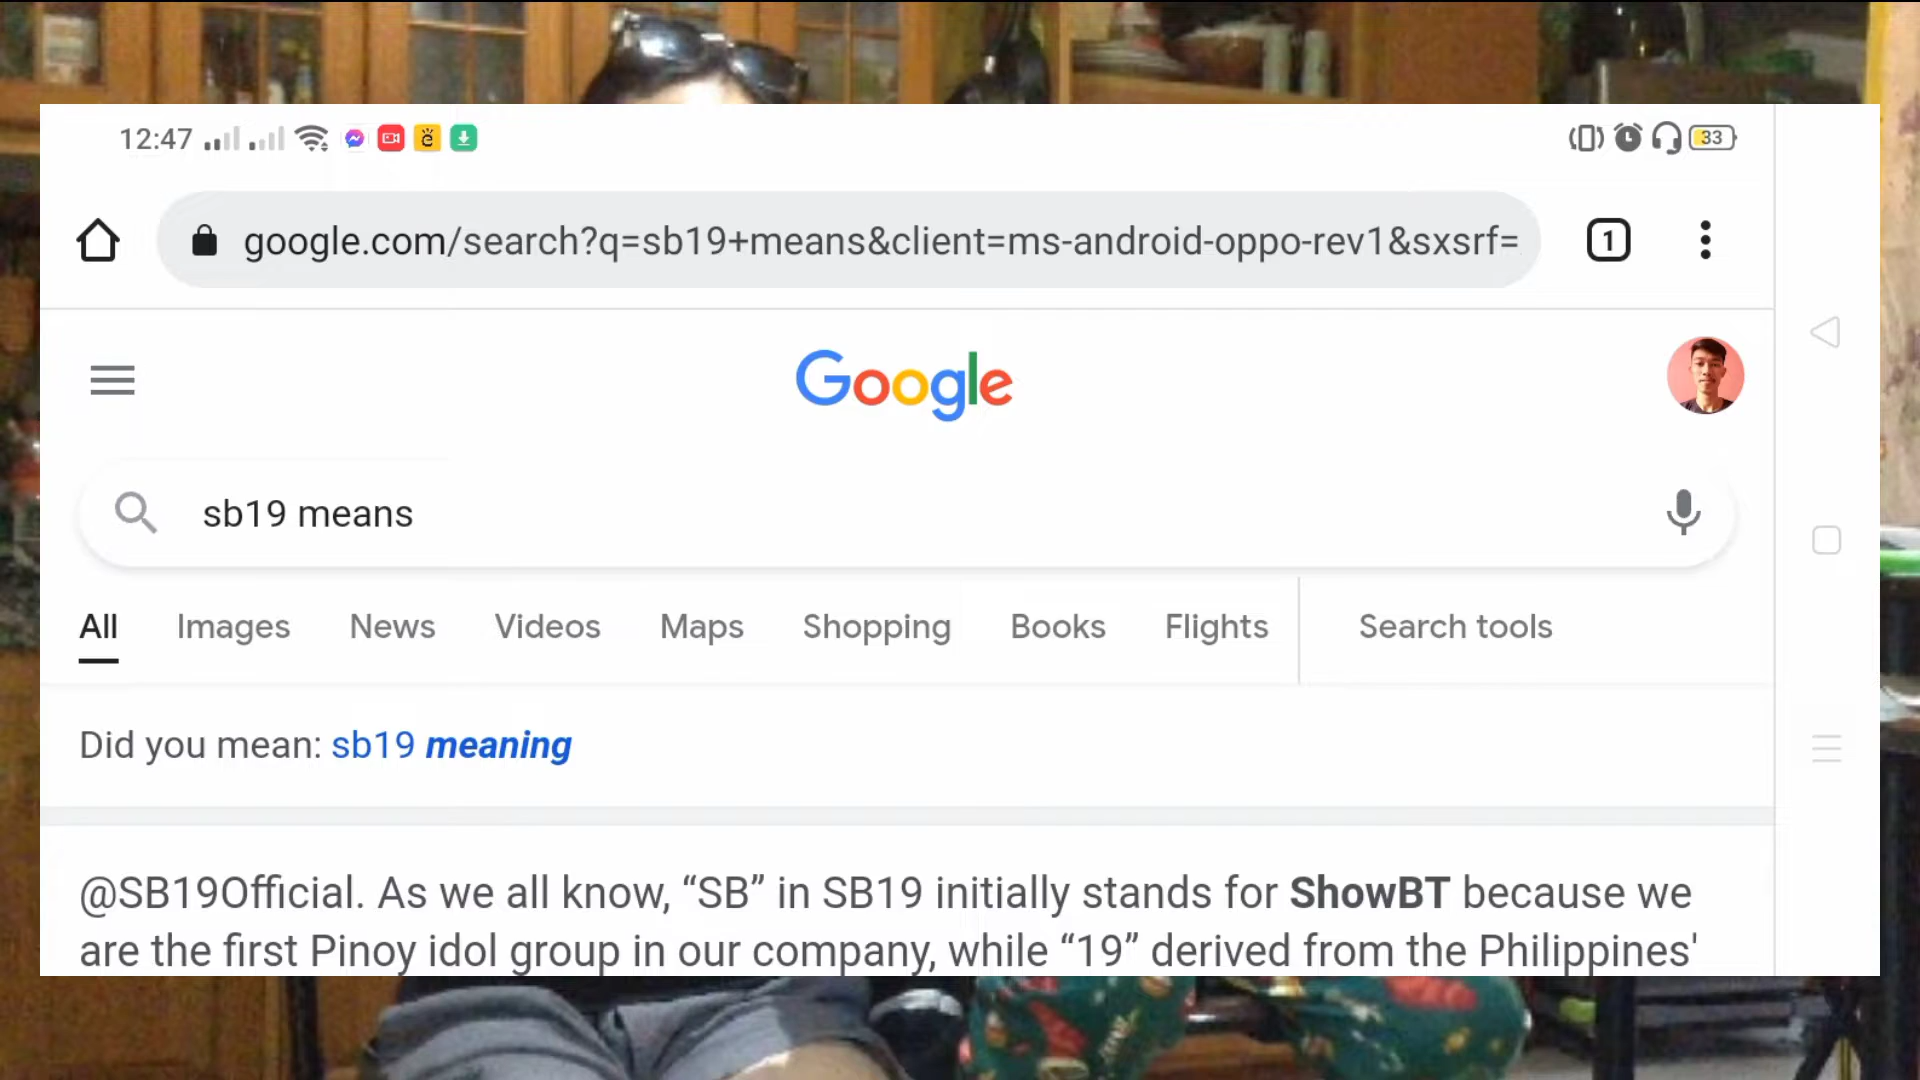 12:47
33
google.com/search?q=sb19+means&client=ms-android-oppo-rev1&sxsrf=
1
Google
sb19 means
All Images News Videos Maps Shopping Books Flights Search tools
Did you mean: sb19 meaning
@SB19Official. As we all know, “SB” in SB19 initially stands for ShowBT because we
are the first Pinoy idol group in our company, while “19” derived from the Philippines'